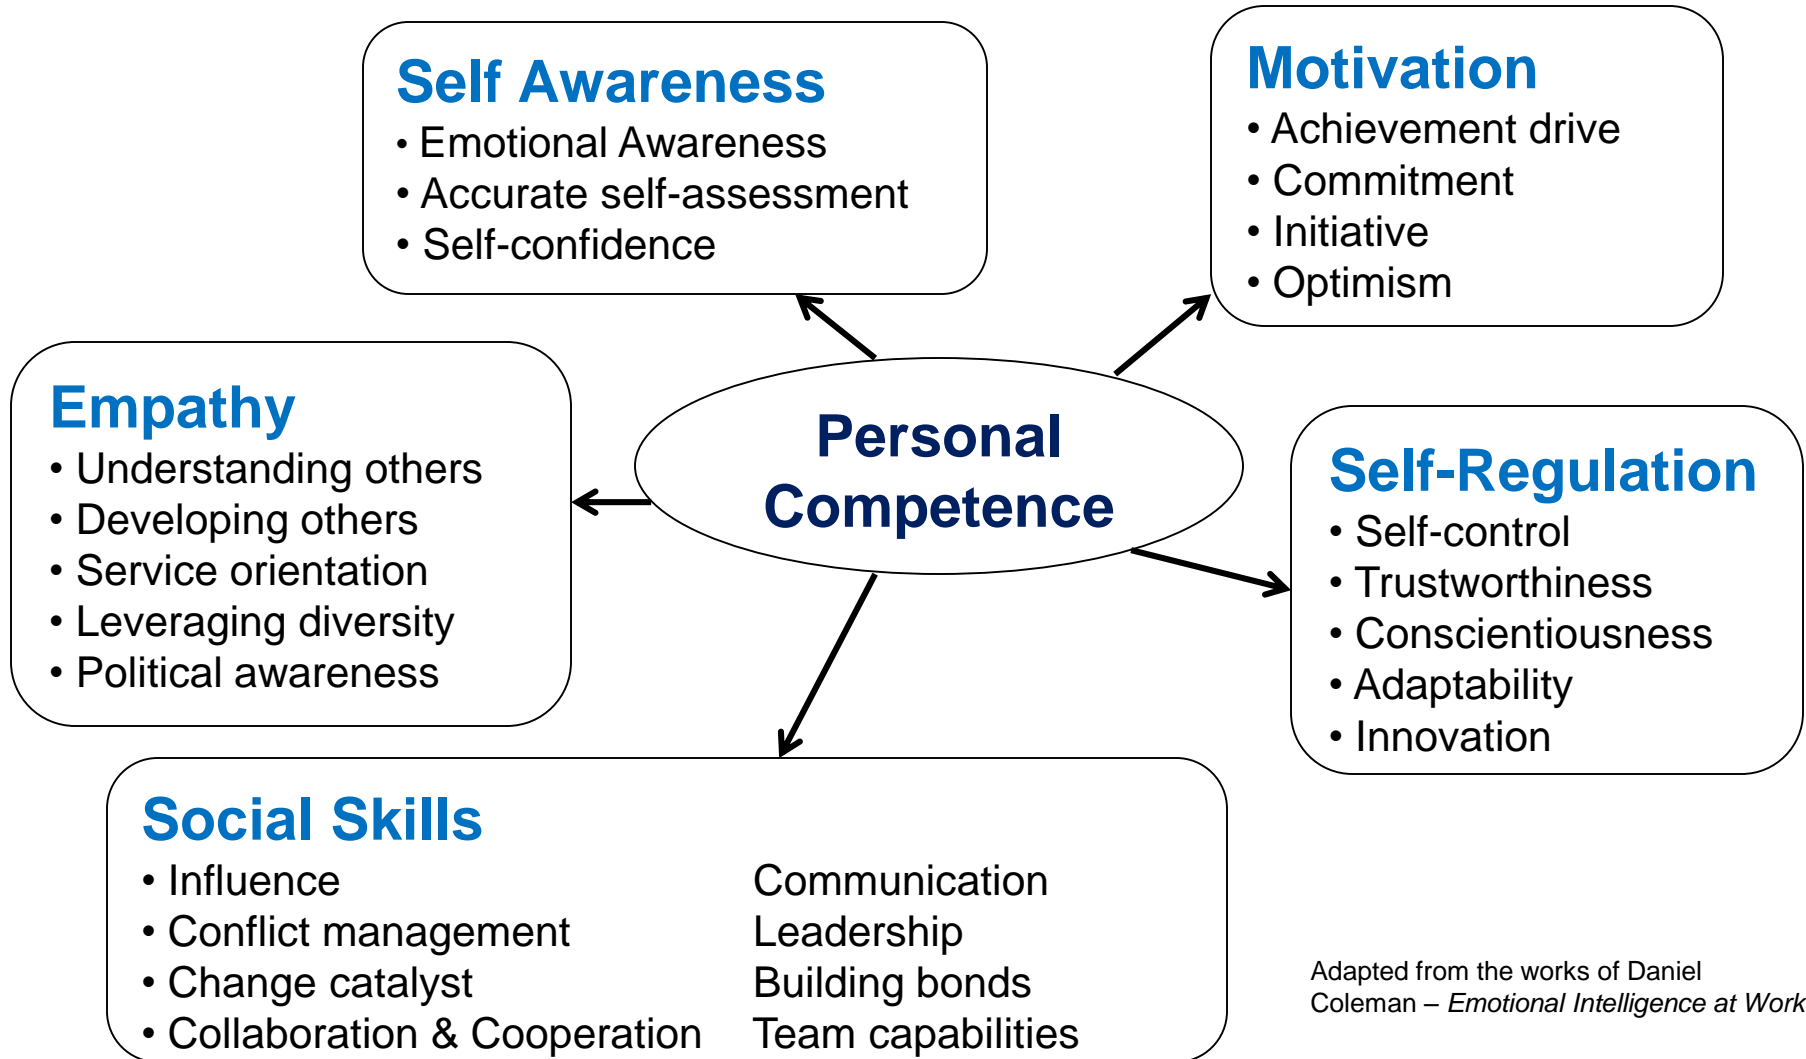 Self Awareness
• Emotional Awareness
• Accurate self-assessment
• Self-confidence
Motivation
• Achievement drive
• Commitment
• Initiative
• Optimism
Empathy
• Understanding others
• Developing others
• Service orientation
• Leveraging diversity
• Political awareness
Personal
Competence
Self-Regulation
• Self-control
• Trustworthiness
• Conscientiousness
• Adaptability
• Innovation
Social Skills
• Influence Communication
• Conflict management Leadership
• Change catalyst Building bonds
• Collaboration & Cooperation Team capabilities
Adapted from the works of Daniel
Coleman – Emotional Intelligence at Work